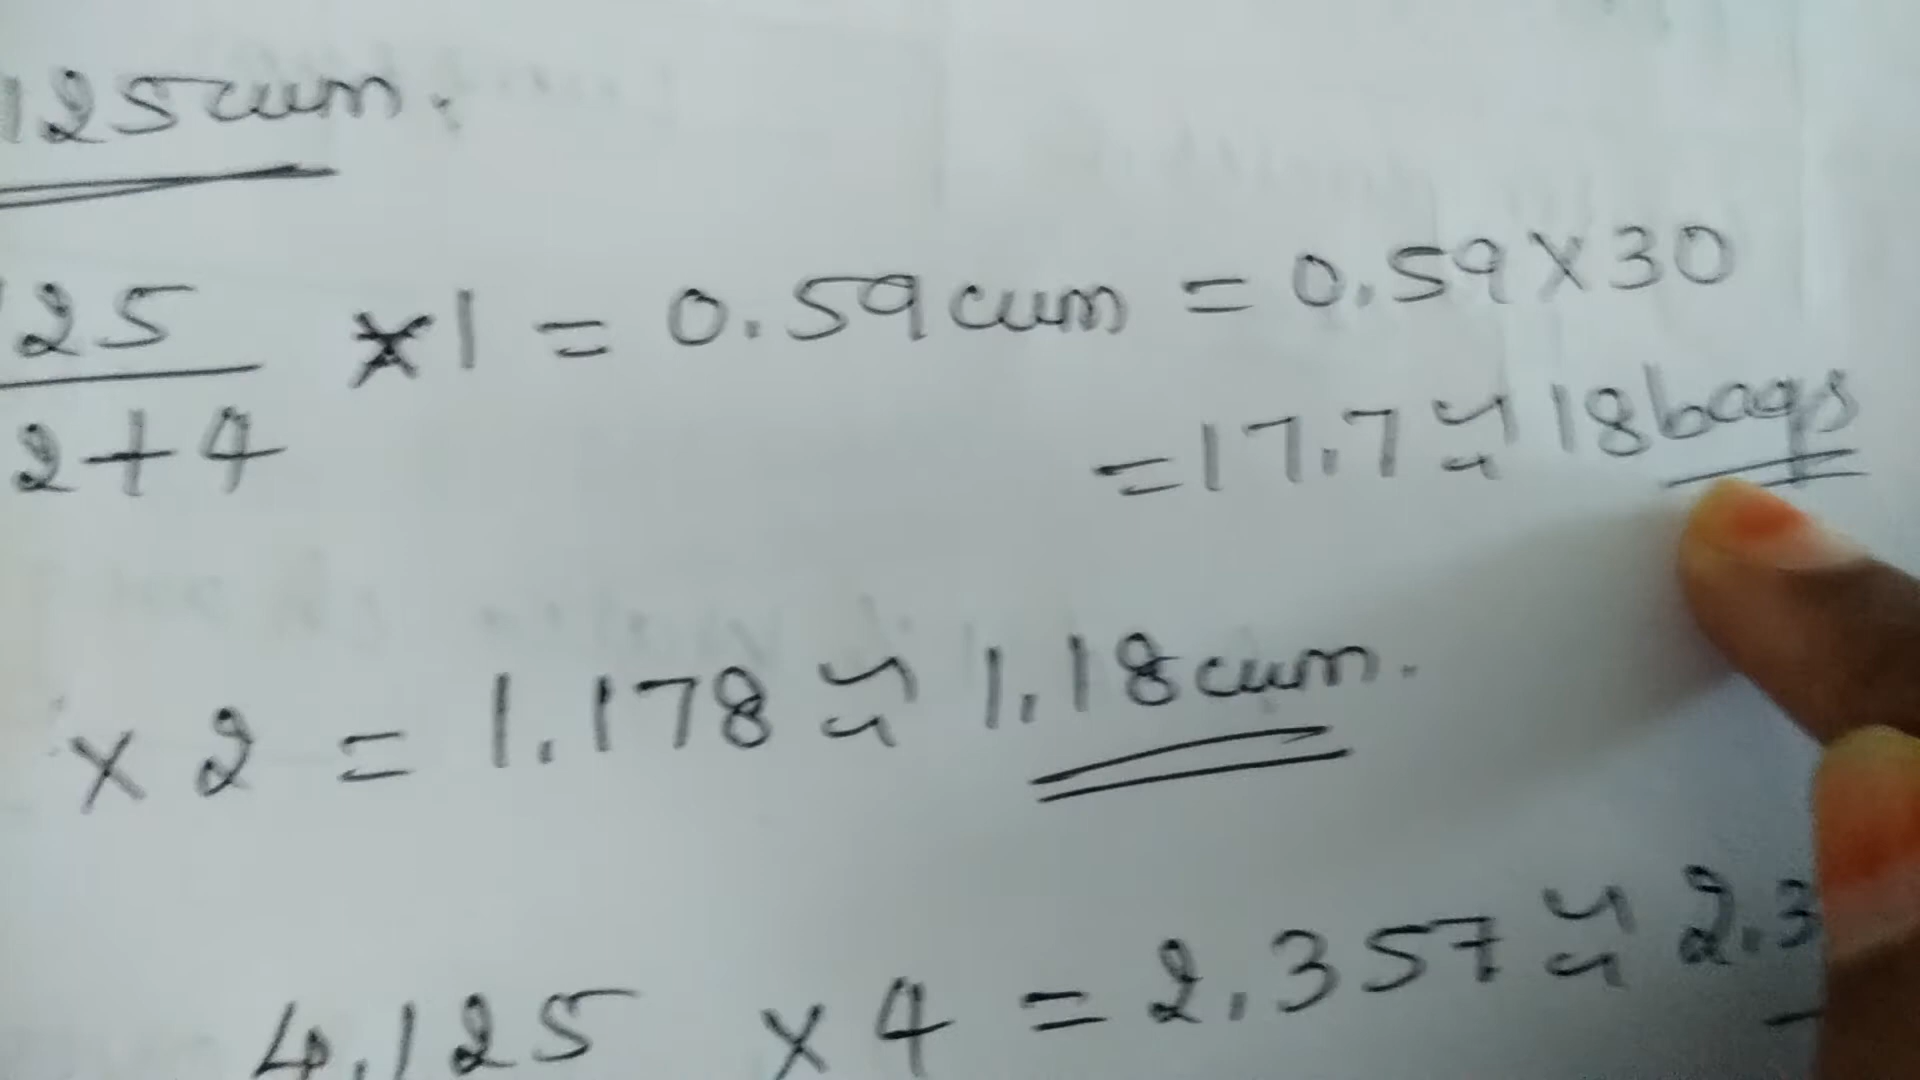 125cum.
25 × 1 = 0.59cum = 0.59×30
2+4
= 17.7 ≈ 18bags
× 2 = 1.178 ≈ 1.18cum.
4.125 × 4 = 2.357 ≈ 2.3